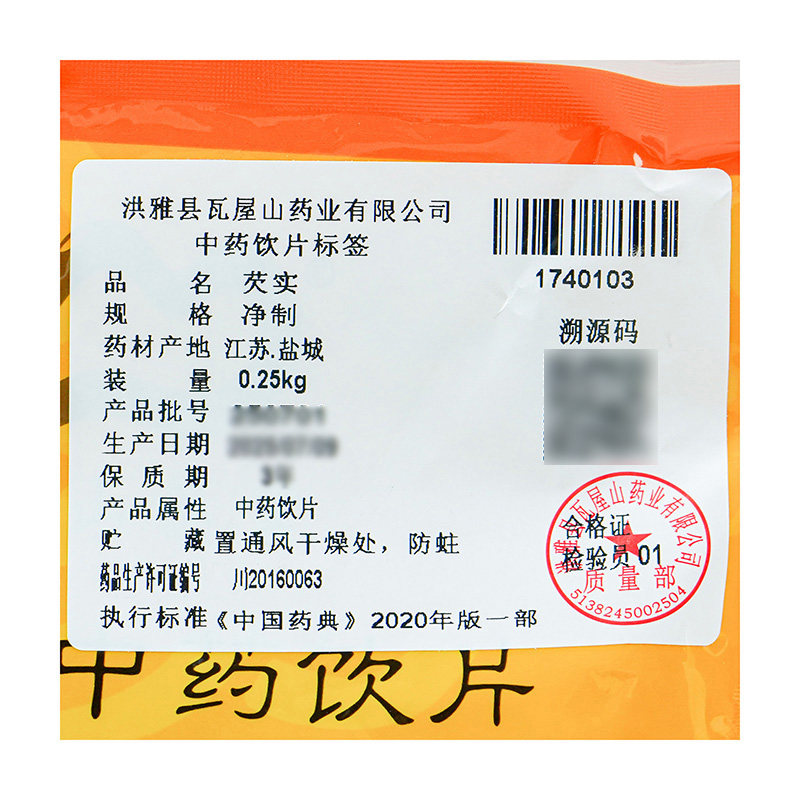 洪雅县瓦屋山药业有限公司
中药饮片标签
1740103
品名 芡实
规格 净制
药材产地 江苏.盐城
装量 0.25kg
产品批号
生产日期
保质期 3年
产品属性 中药饮片
贮藏 置通风干燥处，防蛀
药品生产许可证编号 川20160063
执行标准《中国药典》2020年版一部
溯源码
洪雅县瓦屋山药业有限公司
合格证
检验员01
质量部
5138245002504
中药饮片